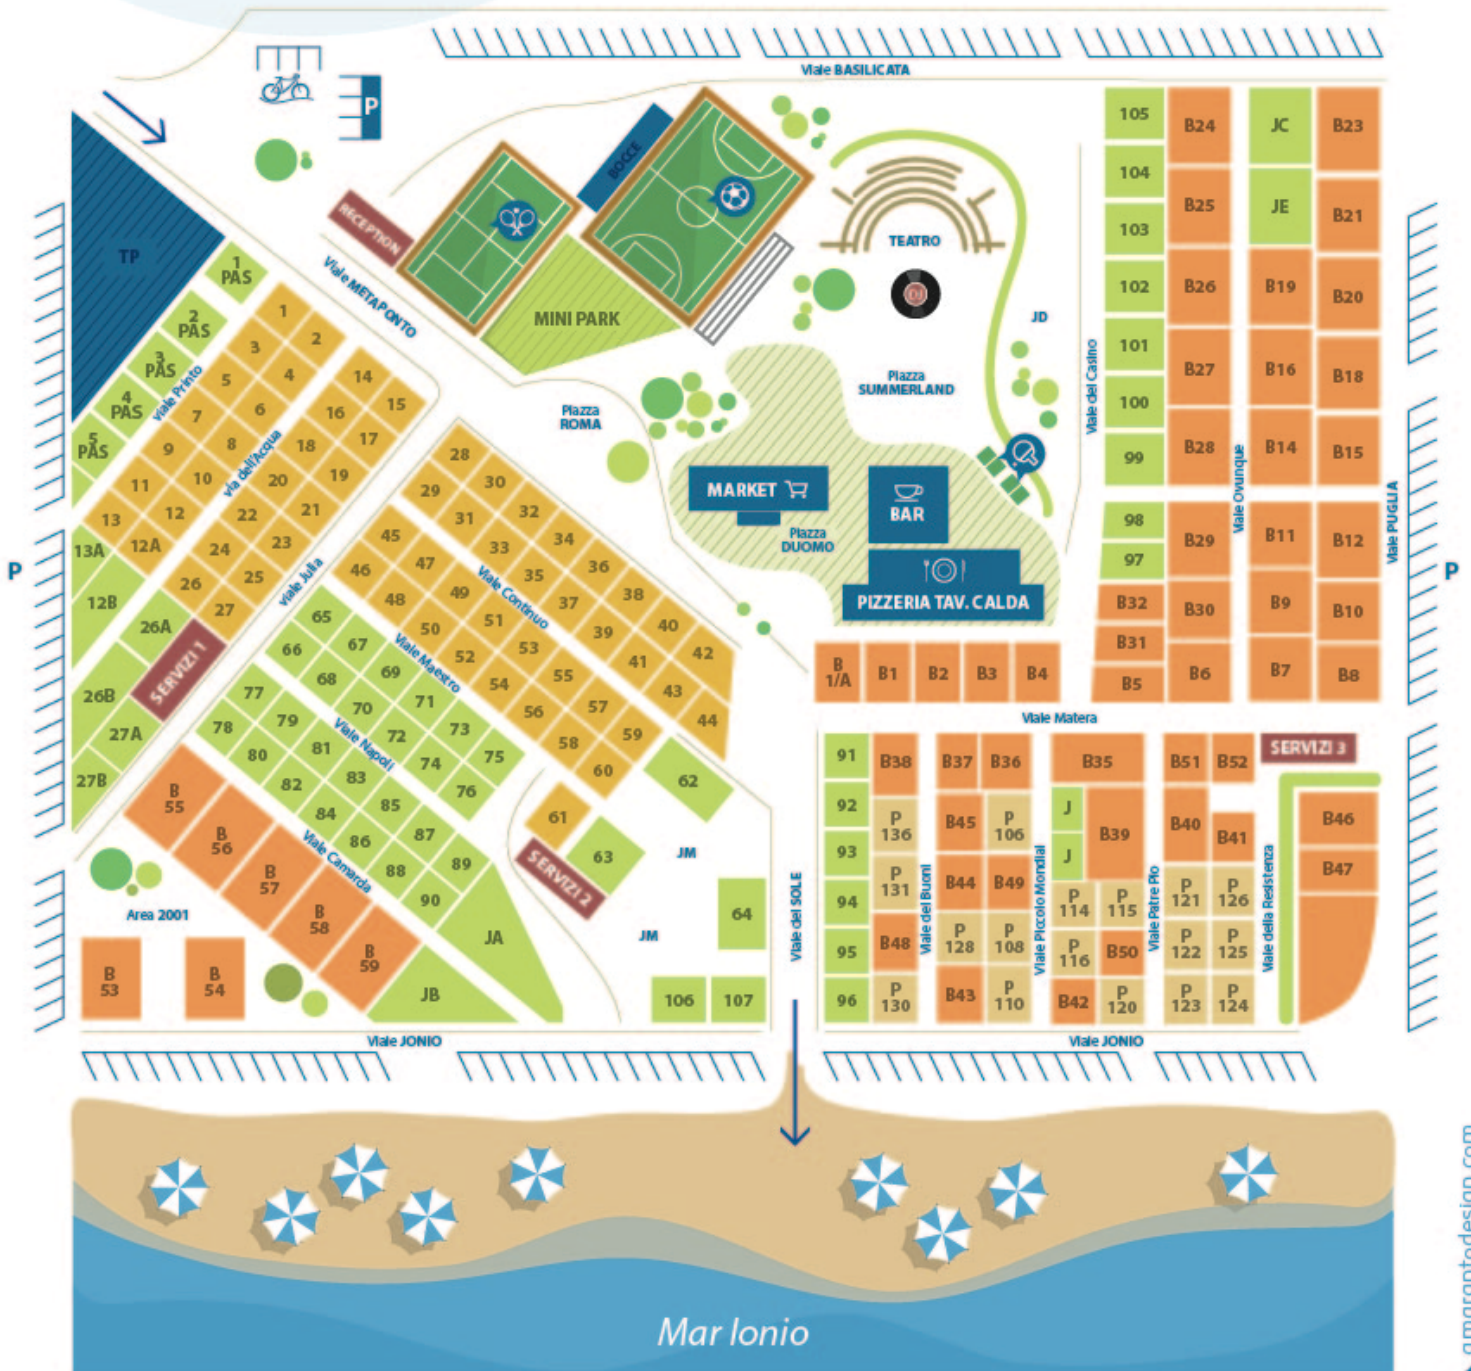 Viale BASILICATA
P
RECEPTION
BOCCE
Viale METAPONTO
TP
MINI PARK
TEATRO
DJ
JD
Piazza
SUMMERLAND
Piazza
ROMA
MARKET
BAR
Piazza
DUOMO
PIZZERIA TAV. CALDA
1
PAS
2
PAS
3
PAS
4
PAS
5
PAS
viale Printo
1
2
3
4
5
6
7
8
9
10
11
12
13
12A
13A
12B
via dell'Acqua
14
15
16
17
18
19
20
21
22
23
24
25
26
27
26A
26B
27A
27B
SERVIZI 1
viale Julia
28
29
30
31
32
33
34
35
36
37
38
39
40
41
42
43
44
Viale Continuo
45
46
47
48
49
50
51
52
53
54
55
56
57
58
59
60
61
Viale Maestro
62
63
64
65
66
67
68
69
70
71
72
73
74
75
76
Viale Napoli
77
78
79
80
81
82
83
84
85
86
87
88
89
90
Viale Camarda
SERVIZI 2
JM
JM
JA
JB
B
55
B
56
B
57
B
58
B
59
Area 2001
B
53
B
54
106
107
Viale JONIO
Viale del SOLE
105
104
103
102
101
100
99
98
97
B32
B31
B5
Viale del Casino
B24
B25
B26
B27
B28
B29
B30
B6
Viale Ovunque
JC
JE
B19
B16
B14
B11
B9
B7
B23
B21
B20
B18
B15
B12
B10
B8
Viale PUGLIA
P
P
B
1/A
B1
B2
B3
B4
Viale Matera
91
92
93
94
95
96
B38
P
136
P
131
B48
P
130
Viale dei Buoni
B37
B36
B45
P
106
B44
B49
P
128
P
108
B43
P
110
Viale Piccolo Mondial
B35
J
J
B39
P
114
P
115
P
116
B50
B42
P
120
Viale Patre Pio
B51
B52
B40
B41
P
121
P
126
P
122
P
125
P
123
P
124
Viale della Resistenza
SERVIZI 3
B46
B47
Viale JONIO
Mar Ionio
amarantodesign.com